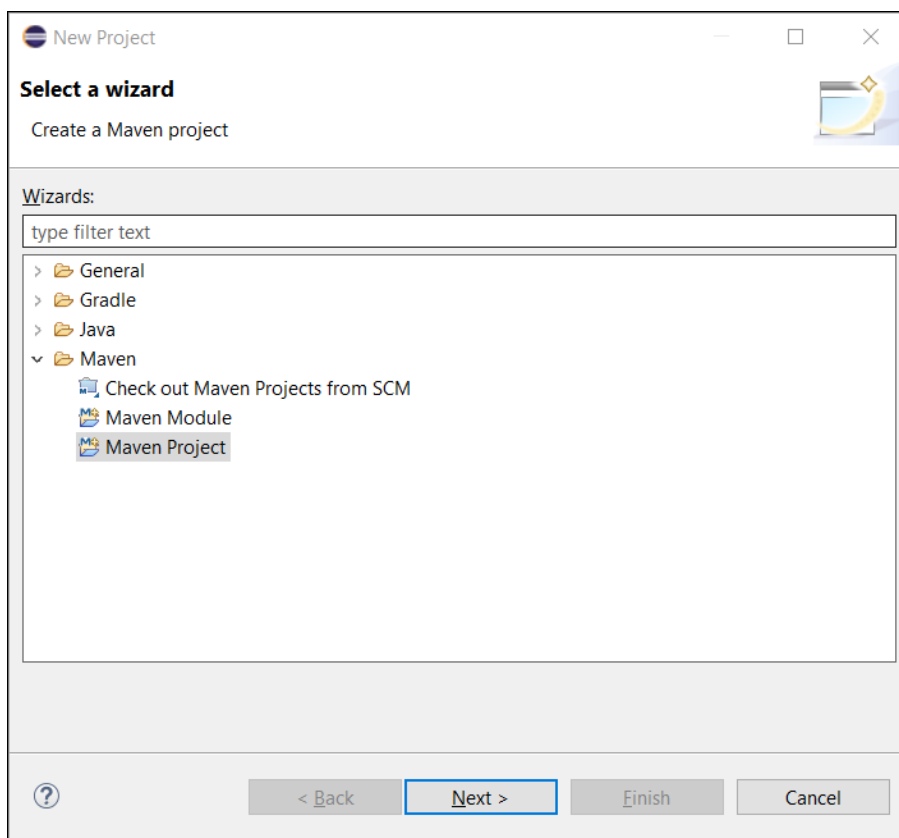 New Project
Select a wizard
Create a Maven project
Wizards:
type filter text
General
Gradle
Java
Maven
Check out Maven Projects from SCM
Maven Module
Maven Project
< Back Next > Finish Cancel